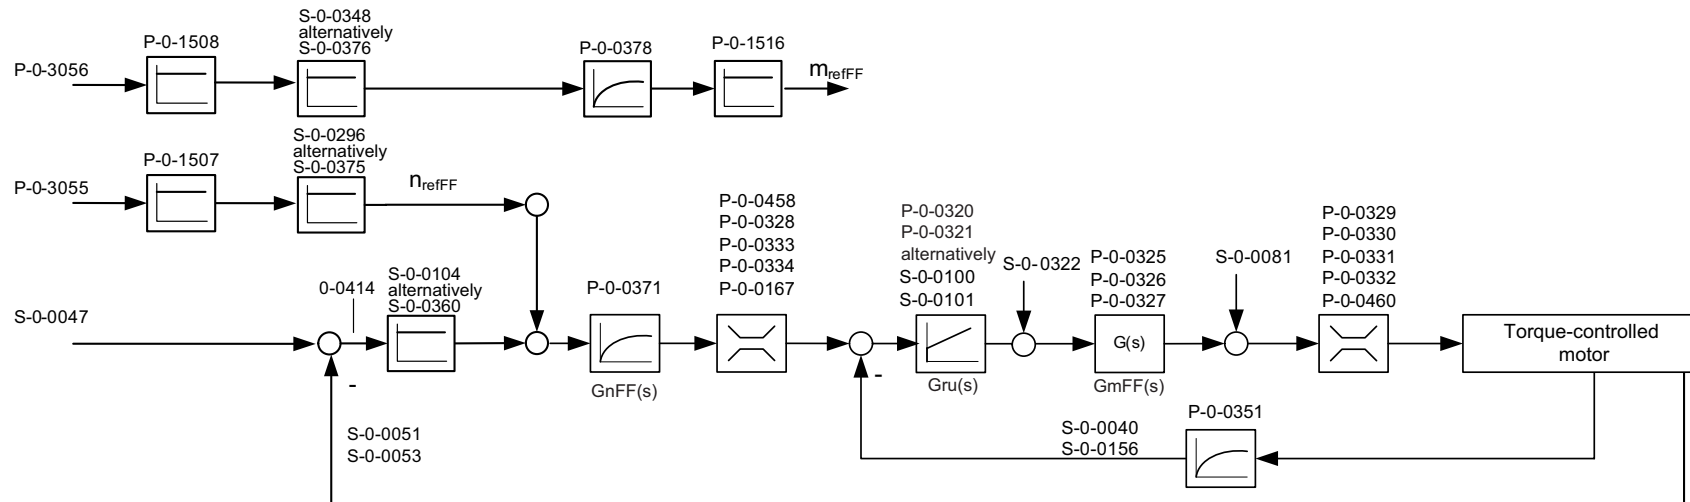 P-0-3056
P-0-1508
S-0-0348
alternatively
S-0-0376
P-0-0378
P-0-1516
mrefFF
P-0-3055
P-0-1507
S-0-0296
alternatively
S-0-0375
nrefFF
S-0-0047
0-0414
S-0-0104
alternatively
S-0-0360
P-0-0371
GnFF(s)
P-0-0458
P-0-0328
P-0-0333
P-0-0334
P-0-0167
P-0-0320
P-0-0321
alternatively
S-0-0100
S-0-0101
Gru(s)
S-0-0322
P-0-0325
P-0-0326
P-0-0327
G(s)
GmFF(s)
S-0-0081
P-0-0329
P-0-0330
P-0-0331
P-0-0332
P-0-0460
Torque-controlled
motor
-
-
S-0-0051
S-0-0053
S-0-0040
S-0-0156
P-0-0351